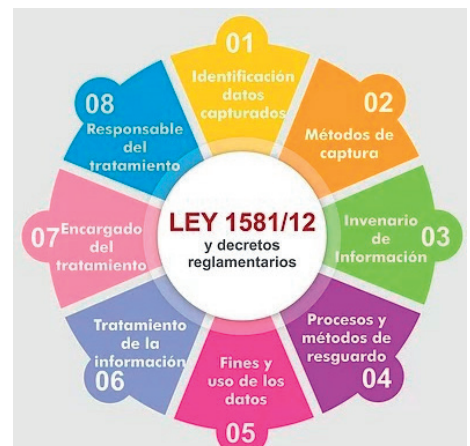 01
Identificación
datos
capturados
02
Métodos de
captura
Invenario
de
Información
03
Procesos y
métodos de
resguardo
04
Fines y
uso de los
datos
05
Tratamiento
de la
información
06
07
Encargado
del
tratamiento
08
Responsable
del
tratamiento
LEY 1581/12
y decretos
reglamentarios